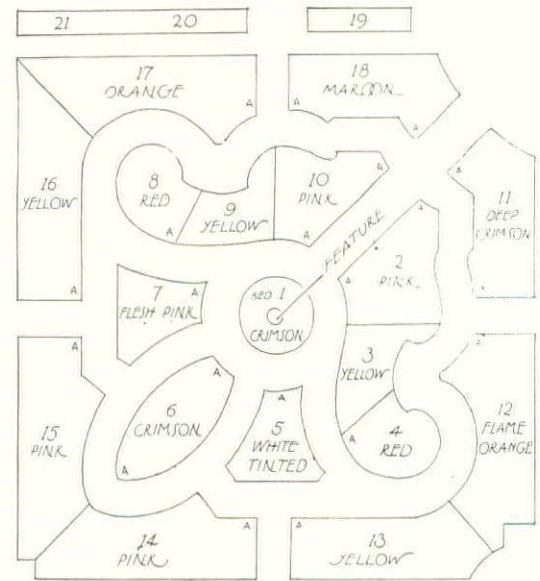 21 20
19
17
ORANGE
A
18
MAROON
A
A
16
YELLOW
A
8
RED
A
9
YELLOW
10
PINK
A
A
11
DEEP
CRIMSON
A
A
FEATURE
2
PINK
A
A
7
FLESH PINK
A
BED 1
CRIMSON
3
YELLOW
4
RED
A
5
WHITE
TINTED
A
6
CRIMSON
A
A
12
FLAME
ORANGE
A
15
PINK
A
14
PINK
A
13
YELLOW
A